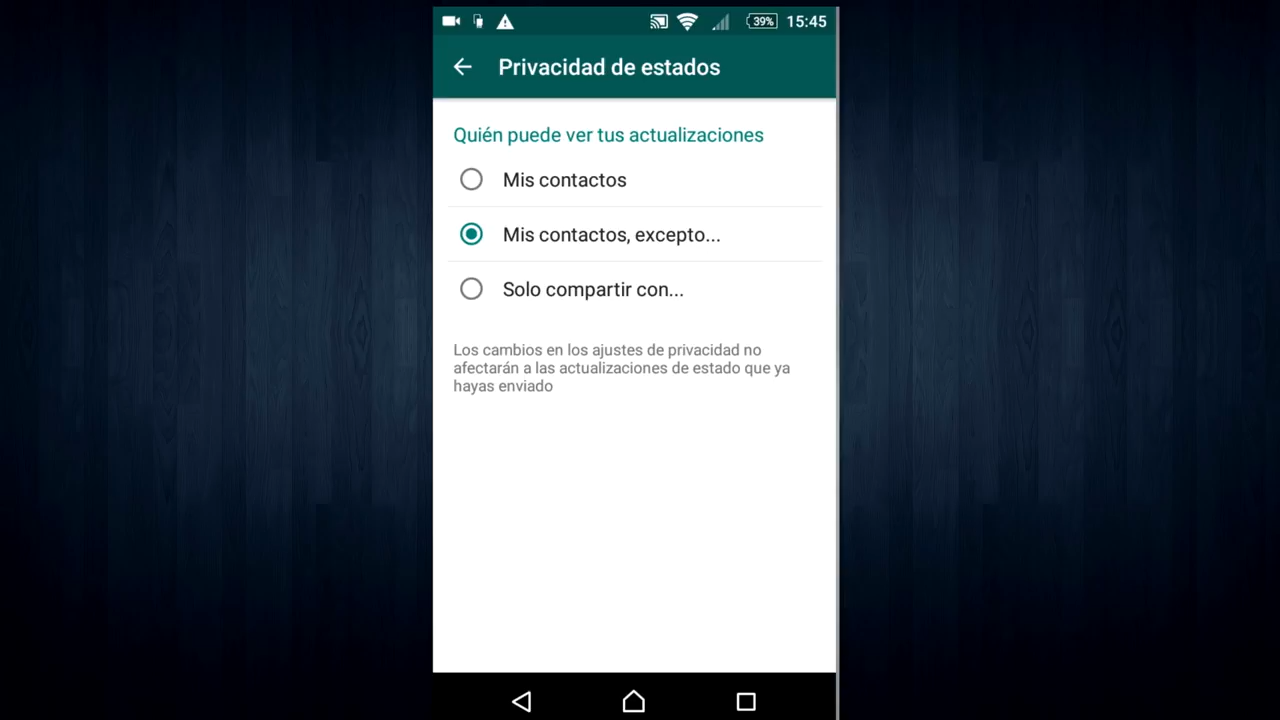 39% 15:45
Privacidad de estados
Quién puede ver tus actualizaciones
Mis contactos
Mis contactos, excepto...
Solo compartir con...
Los cambios en los ajustes de privacidad no
afectarán a las actualizaciones de estado que ya
hayas enviado